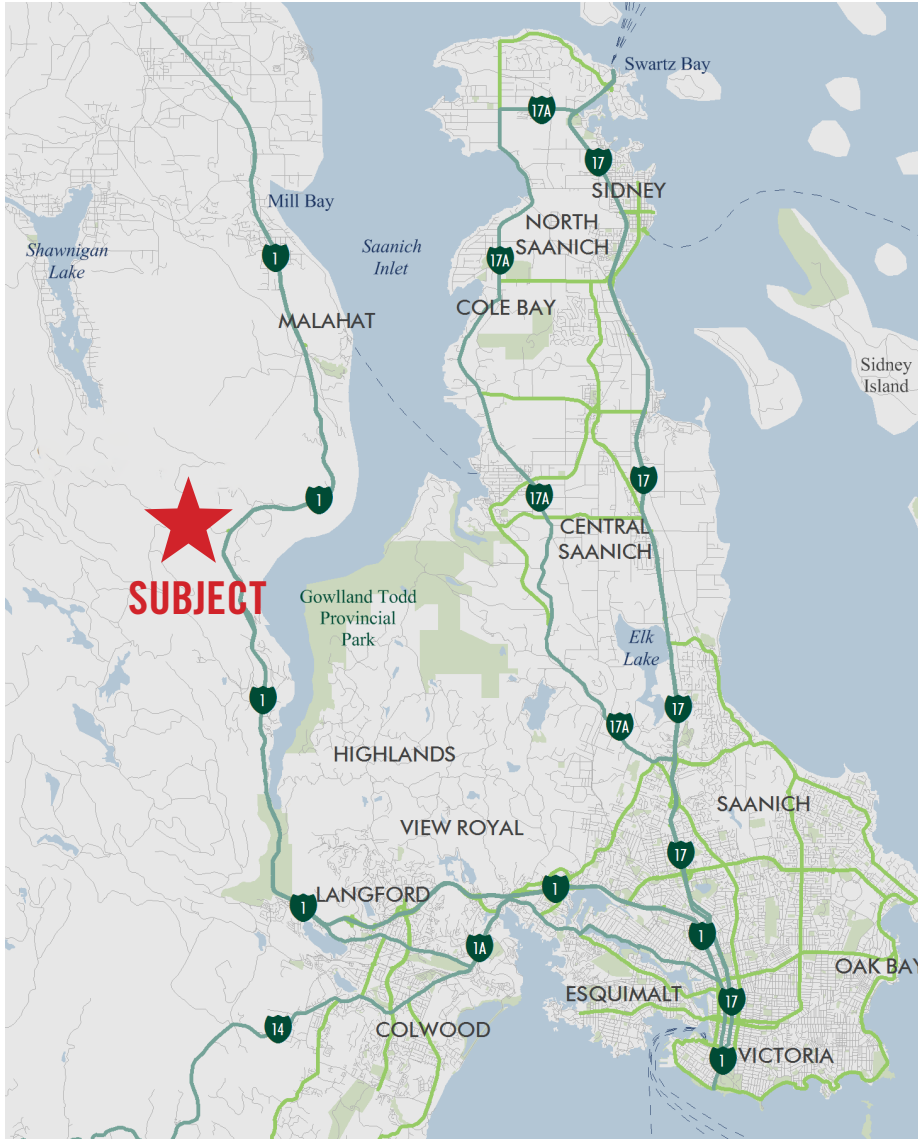 Swartz Bay
17A
17
SIDNEY
Mill Bay
NORTH
SAANICH
Shawnigan
Lake
Saanich
Inlet
1
17A
COLE BAY
MALAHAT
Sidney
Island
17
1
17A
CENTRAL
SAANICH
SUBJECT
Gowlland Todd
Provincial
Park
Elk
Lake
1
17
17A
HIGHLANDS
SAANICH
VIEW ROYAL
17
LANGFORD
1
1
1
1A
OAK BAY
ESQUIMALT
17
14
COLWOOD
1
VICTORIA